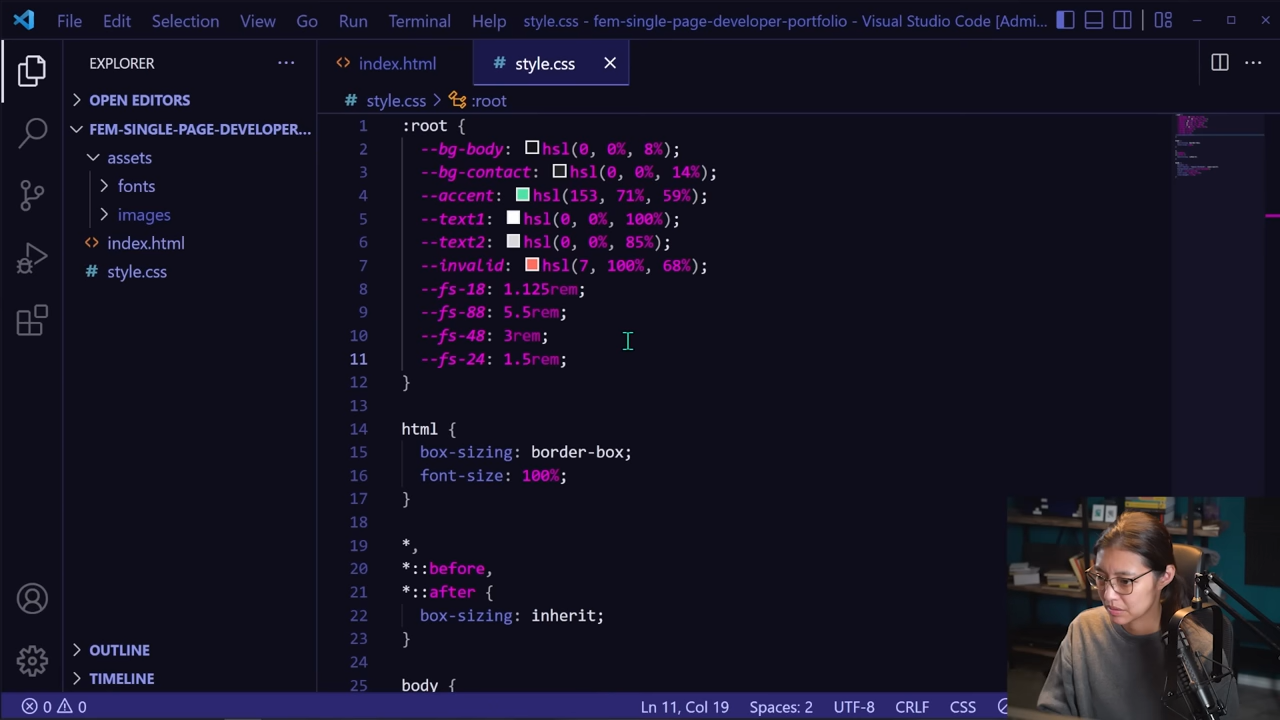 File Edit Selection View Go Run Terminal Help style.css - fem-single-page-developer-portfolio - Visual Studio Code [Admi...
EXPLORER
OPEN EDITORS
FEM-SINGLE-PAGE-DEVELOPER...
assets
fonts
images
index.html
style.css
OUTLINE
TIMELINE
index.html
style.css
style.css > :root
1 :root {
2 --bg-body: hsl(0, 0%, 8%);
3 --bg-contact: hsl(0, 0%, 14%);
4 --accent: hsl(153, 71%, 59%);
5 --text1: hsl(0, 0%, 100%);
6 --text2: hsl(0, 0%, 85%);
7 --invalid: hsl(7, 100%, 68%);
8 --fs-18: 1.125rem;
9 --fs-88: 5.5rem;
10 --fs-48: 3rem;
11 --fs-24: 1.5rem;
12 }
13
14 html {
15 box-sizing: border-box;
16 font-size: 100%;
17 }
18
19 *,
20 *::before,
21 *::after {
22 box-sizing: inherit;
23 }
24
25 body {
0 0 Ln 11, Col 19 Spaces: 2 UTF-8 CRLF CSS